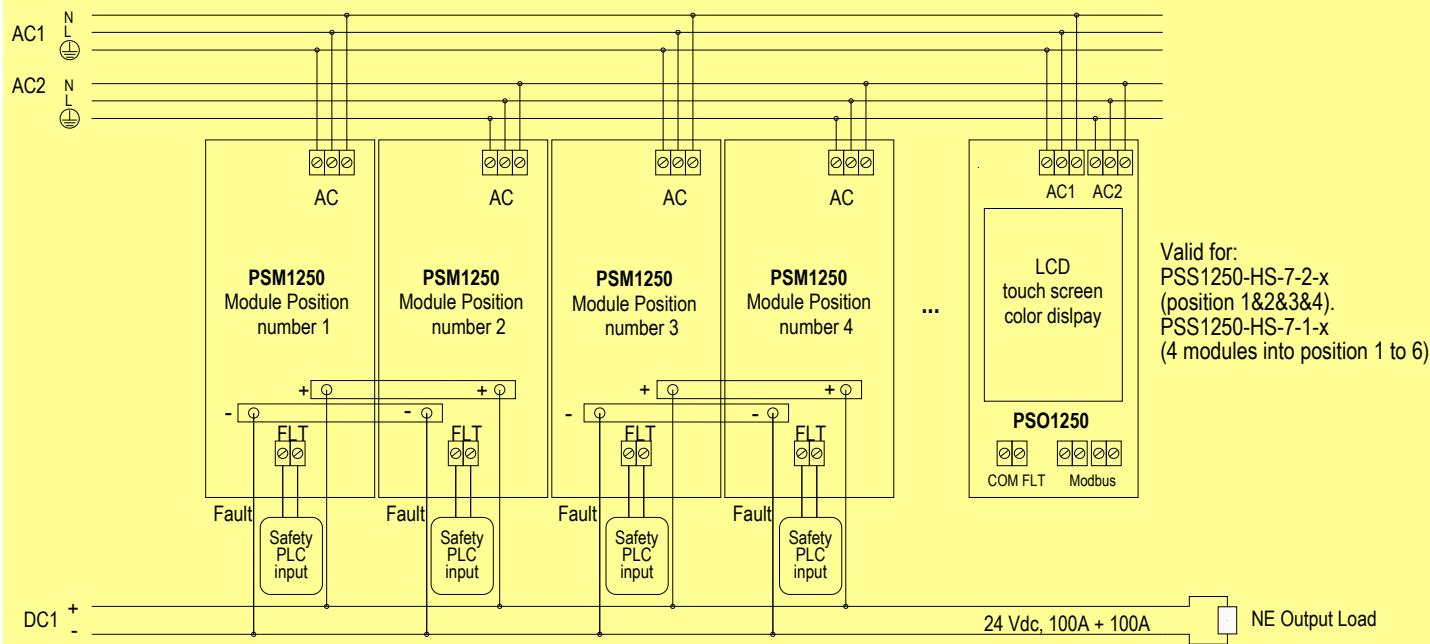 N
AC1 L
N
AC2 L
AC
AC
AC
AC
AC1 AC2
PSM1250
Module Position
number 1
PSM1250
Module Position
number 2
PSM1250
Module Position
number 3
PSM1250
Module Position
number 4
...
LCD
touch screen
color dislpay
Valid for:
PSS1250-HS-7-2-x
(position 1&2&3&4).
PSS1250-HS-7-1-x
(4 modules into position 1 to 6)
+ + + +
- - - -
FLT
FLT
FLT
FLT
PSO1250
COM FLT Modbus
Fault
Fault
Fault
Fault
Safety
PLC
input
Safety
PLC
input
Safety
PLC
input
Safety
PLC
input
DC1 +
-
24 Vdc, 100A + 100A
NE Output Load